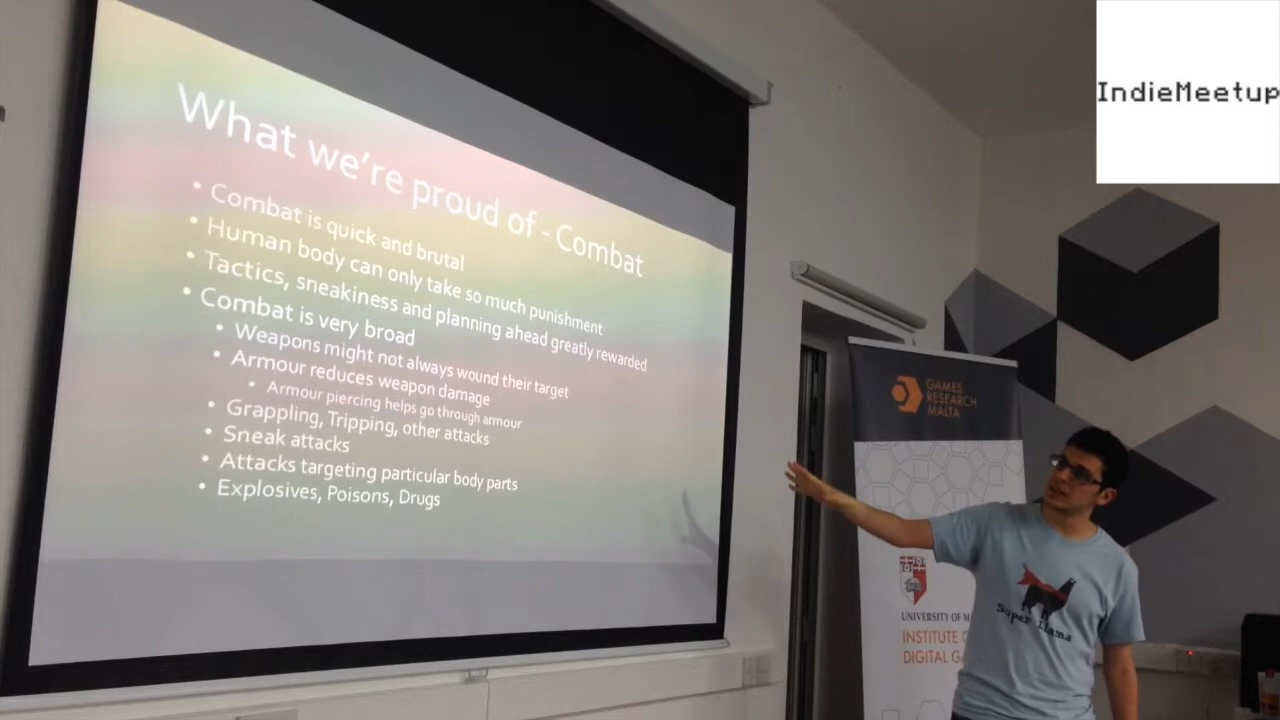 IndieMeetup
What we're proud of - Combat
• Combat is quick and brutal
• Human body can only take so much punishment
• Tactics, sneakiness and planning ahead greatly rewarded
• Combat is very broad
• Weapons might not always wound their target
• Armour reduces weapon damage
• Armour piercing helps go through armour
• Grappling, Tripping, other attacks
• Sneak attacks
• Attacks targeting particular body parts
• Explosives, Poisons, Drugs
GAMES
RESEARCH
MALTA
UNIVERSITY OF
INSTITUTE
DIGITAL
Super